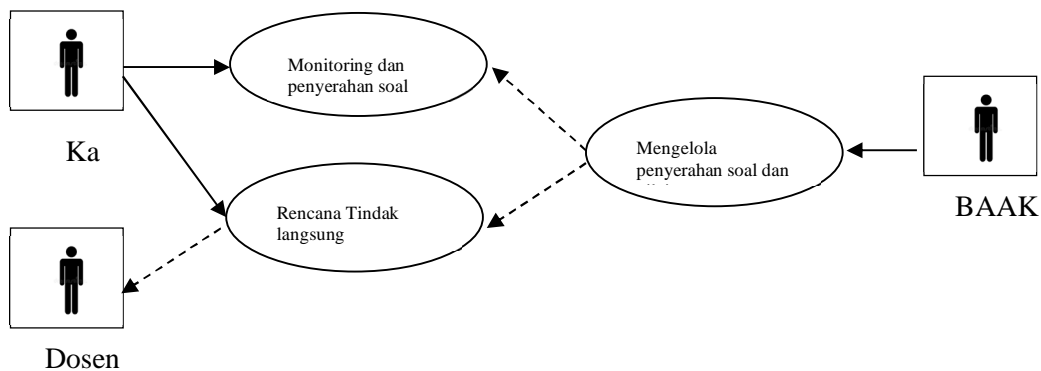 Monitoring dan
penyerahan soal
Ka
Mengelola
penyerahan soal dan
BAAK
Rencana Tindak
langsung
Dosen